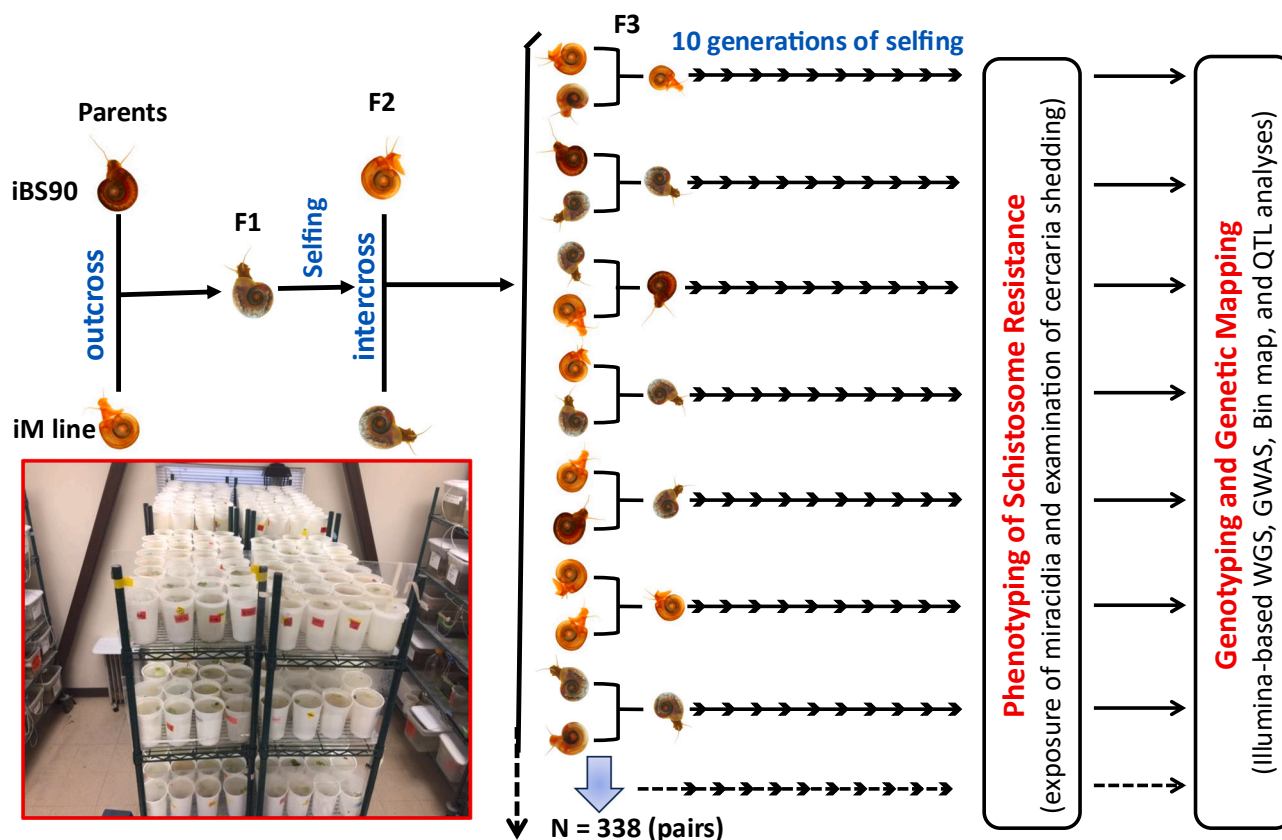 Parents
iBS90
outcross
iM line
F1
Selfing
F2
intercross
F3
10 generations of selfing
N = 338 (pairs)
Phenotyping of Schistosome Resistance
(exposure of miracidia and examination of cercaria shedding)
Genotyping and Genetic Mapping
(Illumina-based WGS, GWAS, Bin map, and QTL analyses)